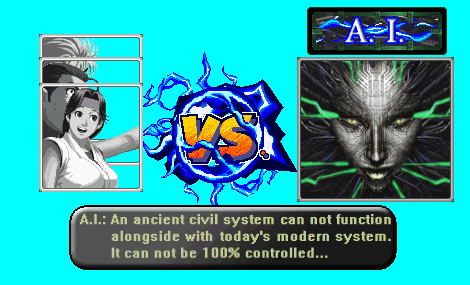 A. I.
VS.
A.I.: An ancient civil system can not function
alongside with today's modern system.
It can not be 100% controlled...